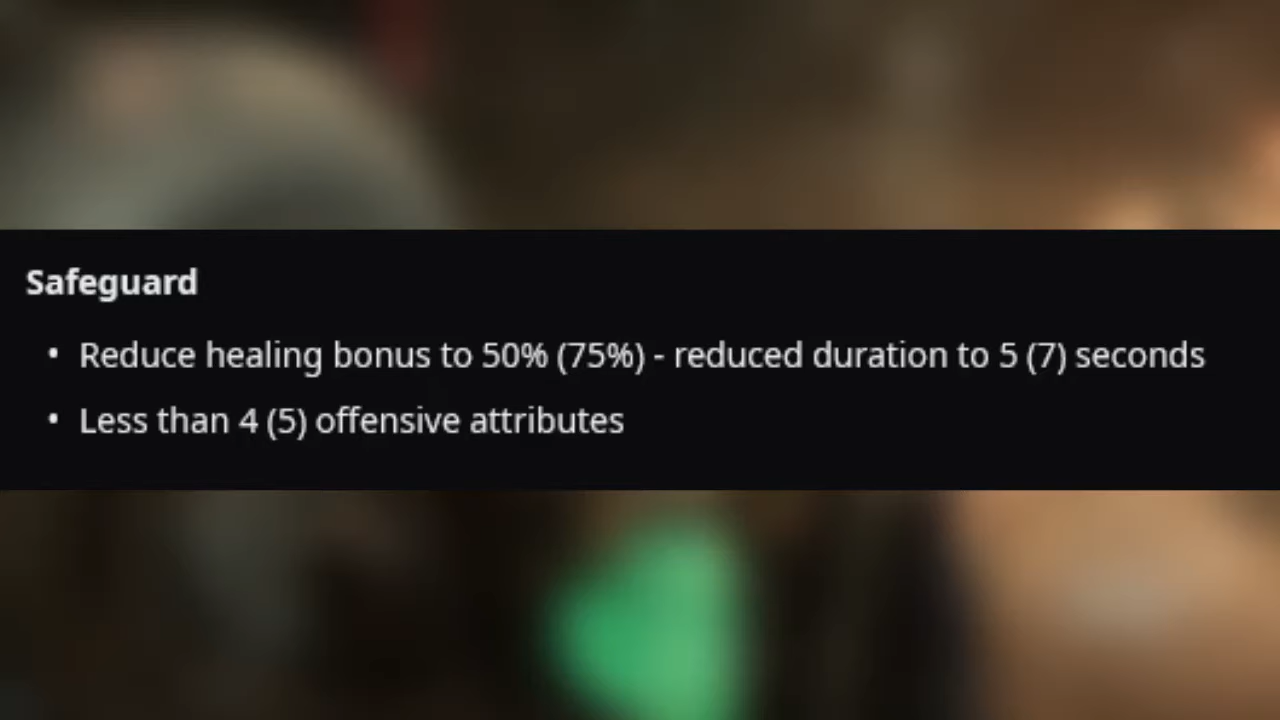 Safeguard
• Reduce healing bonus to 50% (75%) - reduced duration to 5 (7) seconds
• Less than 4 (5) offensive attributes